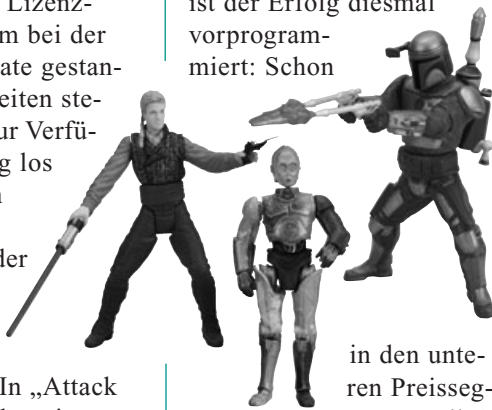 Lizenz-
m bei der
ate gestan-
eiten ste-
ur Verfü-
g los
der
In „Attack
ist der Erfolg diesmal
vorprogram-
miert: Schon
in den unte-
ren Preisseg-